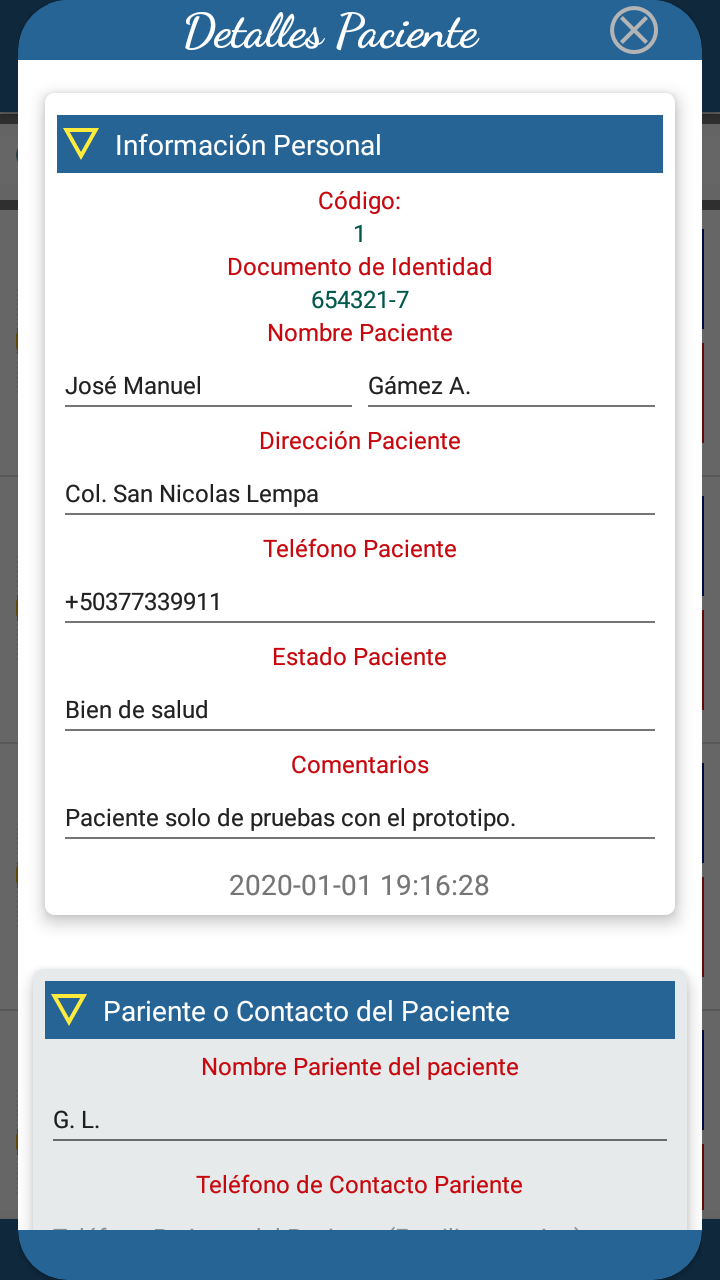 Detalles Paciente
Información Personal
Código:
1
Documento de Identidad
654321-7
Nombre Paciente
José Manuel Gámez A.
Dirección Paciente
Col. San Nicolas Lempa
Teléfono Paciente
+50377339911
Estado Paciente
Bien de salud
Comentarios
Paciente solo de pruebas con el prototipo.
2020-01-01 19:16:28
Pariente o Contacto del Paciente
Nombre Pariente del paciente
G. L.
Teléfono de Contacto Pariente